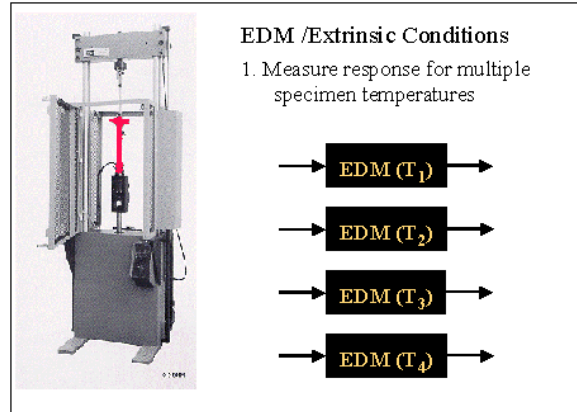 EDM /Extrinsic Conditions
1. Measure response for multiple
specimen temperatures
EDM (T₁)
EDM (T₂)
EDM (T₃)
EDM (T₄)